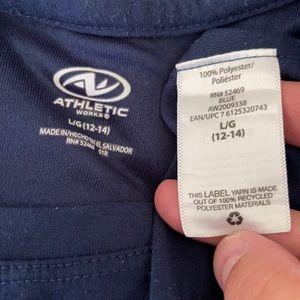 ATHLETIC
WORKS®
L/G (12-14)
MADE IN/HECHO EN EL SALVADOR
RN# 52469 01R
100% Polyester/
Poliéster
RN# 52469
BLUE
AW2009338
EAN/UPC 7 6125320743
L/G
(12-14)
THIS LABEL YARN IS MADE
OUT OF 100% RECYCLED
POLYESTER MATERIALS